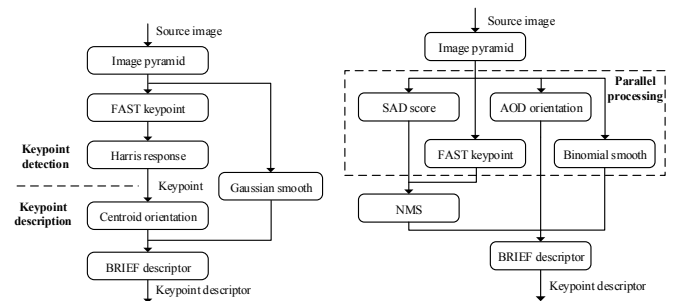 Source image
Image pyramid
FAST keypoint
Harris response
Keypoint
detection
Keypoint
Keypoint
description
Gaussian smooth
Centroid orientation
BRIEF descriptor
Keypoint descriptor
Source image
Image pyramid
Parallel
processing
SAD score
AOD orientation
FAST keypoint
Binomial smooth
NMS
BRIEF descriptor
Keypoint descriptor